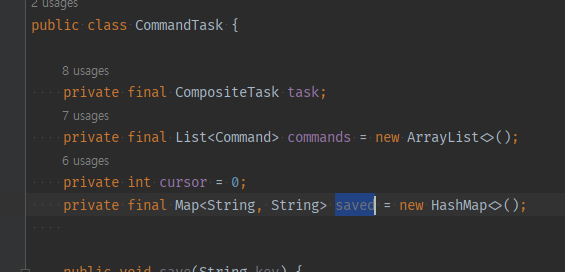 2 usages
public class CommandTask {
8 usages
private final CompositeTask task;
7 usages
private final List<Command> commands = new ArrayList<>();
6 usages
private int cursor = 0;
private final Map<String, String> saved = new HashMap<>();
public void save(String key) {